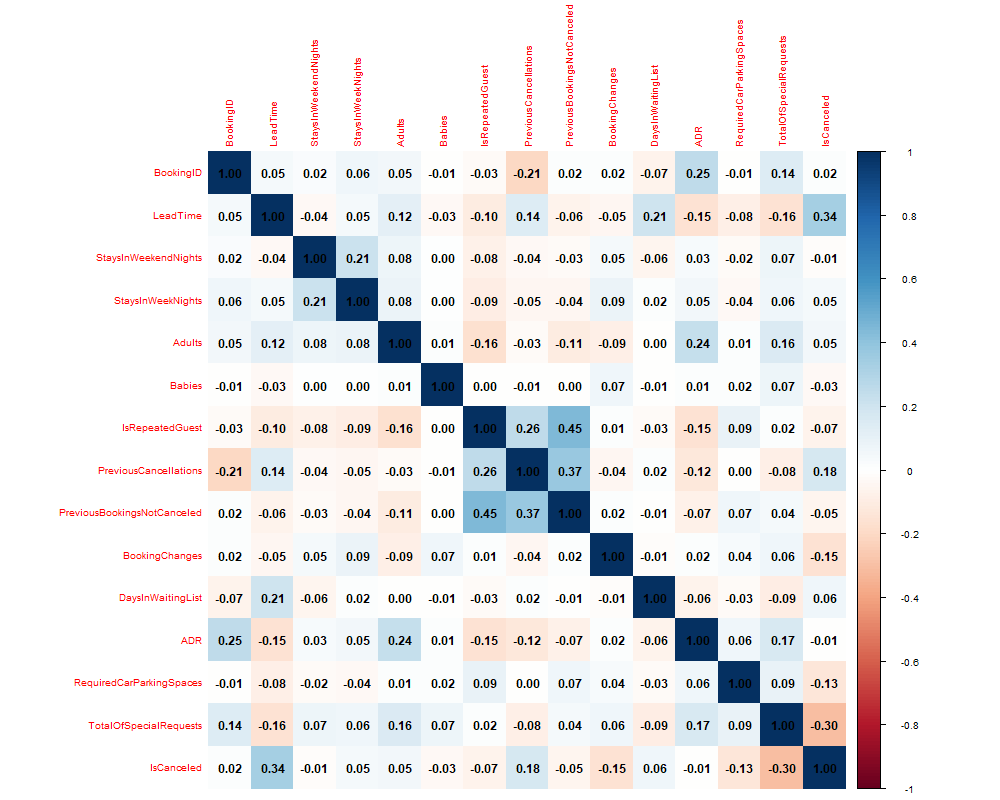 BookingID
LeadTime
StaysInWeekendNights
StaysInWeekNights
Adults
Babies
IsRepeatedGuest
PreviousCancellations
PreviousBookingsNotCanceled
BookingChanges
DaysInWaitingList
ADR
RequiredCarParkingSpaces
TotalOfSpecialRequests
IsCanceled
BookingID 1.00 0.05 0.02 0.06 0.05 -0.01 -0.03 -0.21 0.02 0.02 -0.07 0.25 -0.01 0.14 0.02
LeadTime 0.05 1.00 -0.04 0.05 0.12 -0.03 -0.10 0.14 -0.06 -0.05 0.21 -0.15 -0.08 -0.16 0.34
StaysInWeekendNights 0.02 -0.04 1.00 0.21 0.08 0.00 -0.08 -0.04 -0.03 0.05 -0.06 0.03 -0.02 0.07 -0.01
StaysInWeekNights 0.06 0.05 0.21 1.00 0.08 0.00 -0.09 -0.05 -0.04 0.09 0.02 0.05 -0.04 0.06 0.05
Adults 0.05 0.12 0.08 0.08 1.00 0.01 -0.16 -0.03 -0.11 -0.09 0.00 0.24 0.01 0.16 0.05
Babies -0.01 -0.03 0.00 0.00 0.01 1.00 0.00 -0.01 0.00 0.07 -0.01 0.01 0.02 0.07 -0.03
IsRepeatedGuest -0.03 -0.10 -0.08 -0.09 -0.16 0.00 1.00 0.26 0.45 0.01 -0.03 -0.15 0.09 0.02 -0.07
PreviousCancellations -0.21 0.14 -0.04 -0.05 -0.03 -0.01 0.26 1.00 0.37 -0.04 0.02 -0.12 0.00 -0.08 0.18
PreviousBookingsNotCanceled 0.02 -0.06 -0.03 -0.04 -0.11 0.00 0.45 0.37 1.00 0.02 -0.01 -0.07 0.07 0.04 -0.05
BookingChanges 0.02 -0.05 0.05 0.09 -0.09 0.07 0.01 -0.04 0.02 1.00 -0.01 0.02 0.04 0.06 -0.15
DaysInWaitingList -0.07 0.21 -0.06 0.02 0.00 -0.01 -0.03 0.02 -0.01 -0.01 1.00 -0.06 -0.03 -0.09 0.06
ADR 0.25 -0.15 0.03 0.05 0.24 0.01 -0.15 -0.12 -0.07 0.02 -0.06 1.00 0.06 0.17 -0.01
RequiredCarParkingSpaces -0.01 -0.08 -0.02 -0.04 0.01 0.02 0.09 0.00 0.07 0.04 -0.03 0.06 1.00 0.09 -0.13
TotalOfSpecialRequests 0.14 -0.16 0.07 0.06 0.16 0.07 0.02 -0.08 0.04 0.06 -0.09 0.17 0.09 1.00 -0.30
IsCanceled 0.02 0.34 -0.01 0.05 0.05 -0.03 -0.07 0.18 -0.05 -0.15 0.06 -0.01 -0.13 -0.30 1.00
1
0.8
0.6
0.4
0.2
0
-0.2
-0.4
-0.6
-0.8
-1